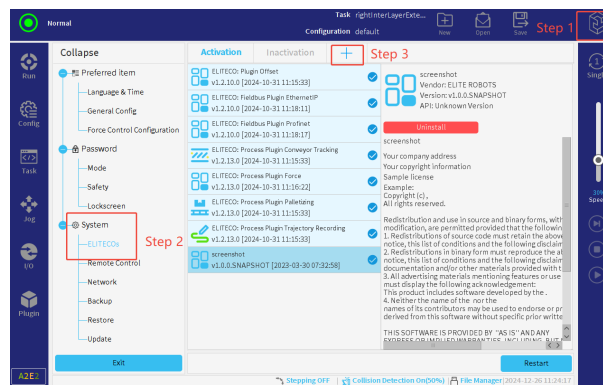 Normal
Task rightInterLayerExte...
Configuration default
New
Open
Save
Step 1
Run
Config
Task
Jog
I/O
Plugin
A2E2
Collapse
Preferred item
Language & Time
General Config
Force Control Configuration
Password
Mode
Safety
Lockscreen
System
ELITECOs
Step 2
Remote Control
Network
Backup
Restore
Update
Exit
Activation
Inactivation
Step 3
ELITECO: Plugin Offset
v1.2.10.0 [2024-10-31 11:15:33]
ELITECO: Fieldbus Plugin EthernetIP
v1.2.10.0 [2024-10-31 11:18:11]
ELITECO: Fieldbus Plugin Profinet
v1.2.10.0 [2024-10-31 11:18:17]
ELITECO: Process Plugin Conveyor Tracking
v1.2.13.0 [2024-10-31 11:15:33]
ELITECO: Process Plugin Force
v1.2.13.0 [2024-10-31 11:16:22]
ELITECO: Process Plugin Palletizing
v1.2.13.0 [2024-10-31 11:15:33]
ELITECO: Process Plugin Trajectory Recording
v1.2.13.0 [2024-10-31 11:15:33]
screenshot
v1.0.0.SNAPSHOT [2023-03-30 07:32:58]
screenshot
Vendor: ELITE ROBOTS
Version:v1.0.0.SNAPSHOT
API: Unknown Version
Uninstall
screenshot
Your company address
Your copyright information
Sample license
Example:
Copyright (c) ,
All rights reserved.
Redistribution and use in source and binary forms, with
modification, are permitted provided that the following
1. Redistributions of source code must retain the above
notice, this list of conditions and the following disclaim
2. Redistributions in binary form must reproduce the ab
notice, this list of conditions and the following disclaim
documentation and/or other materials provided with t
3. All advertising materials mentioning features or use
must display the following acknowledgement:
This product includes software developed by the .
4. Neither the name of the nor the
names of its contributors may be used to endorse or pr
derived from this software without specific prior writte
THIS SOFTWARE IS PROVIDED BY "AS IS" AND ANY
EXPRESS OR IMPLIED WARRANTIES, INCLUDING, BUT
Restart
Singl
30%
Spee
Stepping OFF
Collision Detection On(50%)
File Manager
2024-12-26 11:24:17